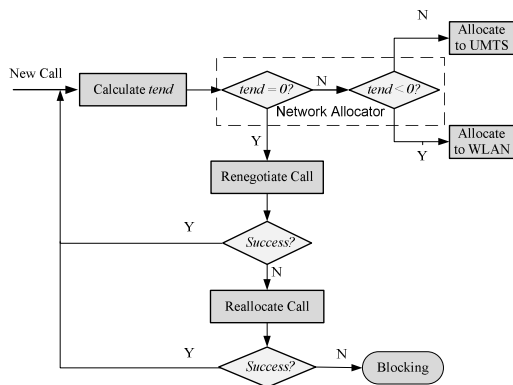 N
Allocate
to UMTS
New Call
Calculate tend
tend = 0?
N
tend < 0?
Network Allocator
Y
Allocate
to WLAN
Y
Renegotiate Call
Y
Success?
N
Reallocate Call
Y
Success?
N
Blocking